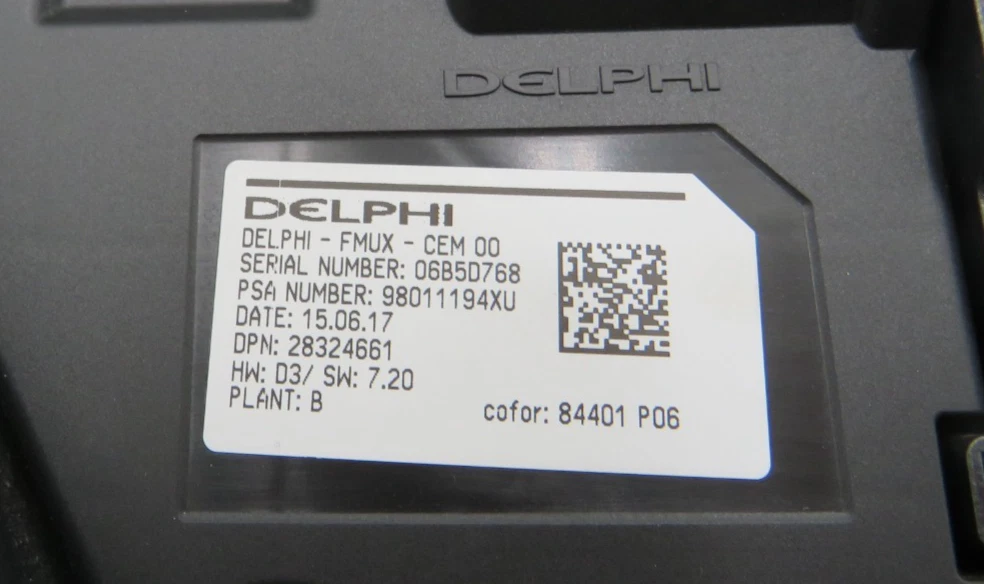 DELPHI
DELPHI
DELPHI - FMUX - CEM 00
SERIAL NUMBER: 06B5D768
PSA NUMBER: 98011194XU
DATE: 15.06.17
DPN: 28324661
HW: D3/ SW: 7.20
PLANT: B
cofor: 84401 P06